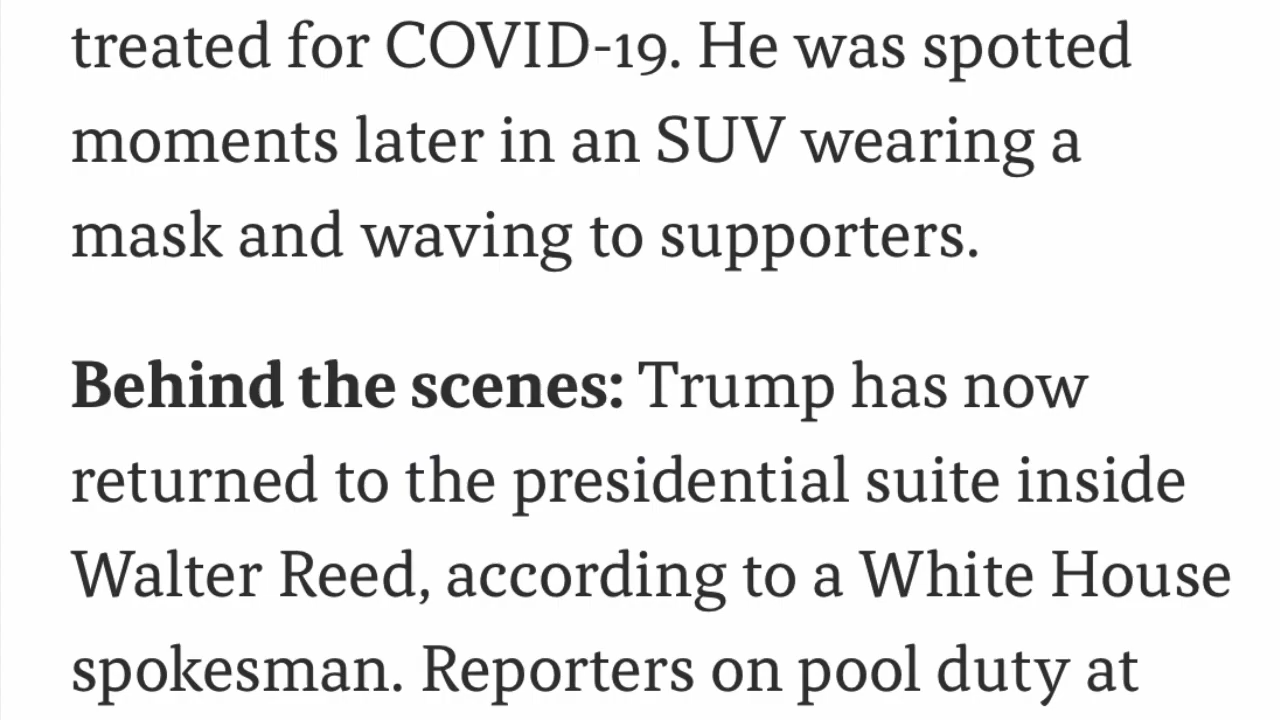 treated for COVID-19. He was spotted
moments later in an SUV wearing a
mask and waving to supporters.
Behind the scenes: Trump has now
returned to the presidential suite inside
Walter Reed, according to a White House
spokesman. Reporters on pool duty at